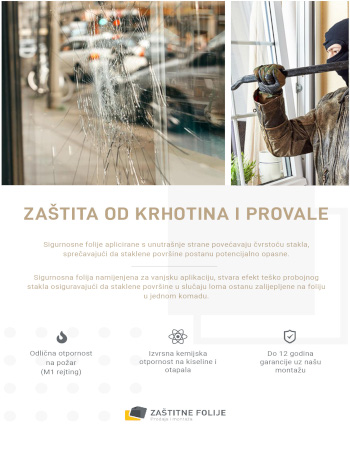 ZAŠTITA OD KRHOTINA I PROVALE
Sigurnosne folije aplicirane s unutrašnje strane povećavaju čvrstoću stakla,
sprečavajući da staklene površine postanu potencijalno opasne.
Sigurnosna folija namijenjena za vanjsku aplikaciju, stvara efekt teško probojnog
stakla osiguravajući da staklene površine u slučaju loma ostanu zalijepljene na foliju
u jednom komadu.
Odlična otpornost
na požar
(M1 rejting)
Izvrsna kemijska
otpornost na kiseline i
otapala
Do 12 godina
garancije uz našu
montažu
ZAŠTITNE FOLIJE